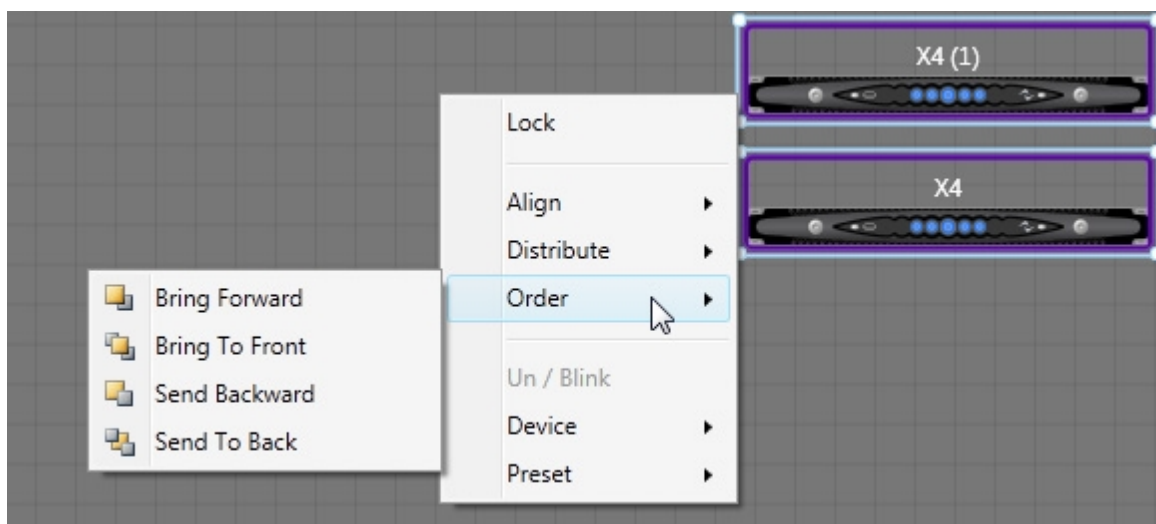 X4 (1)
X4
Lock
Align
Distribute
Order
Un / Blink
Device
Preset
Bring Forward
Bring To Front
Send Backward
Send To Back